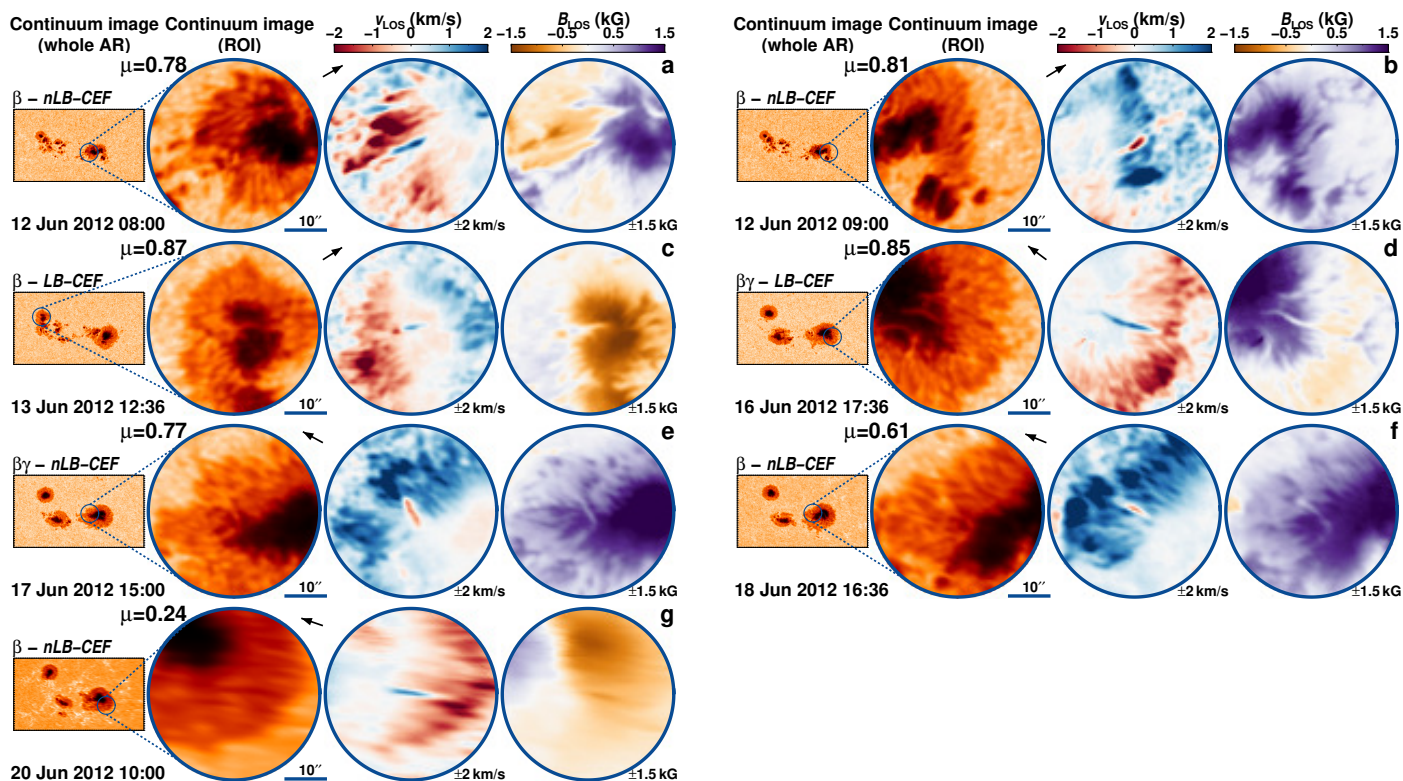 Continuum image (whole AR)
Continuum image (ROI)
vLOS (km/s)
−2 −1 0 1 2
BLOS (kG)
−1.5 −0.5 0.5 1.5
μ=0.78
a
β − nLB−CEF
12 Jun 2012 08:00
10″
±2 km/s
±1.5 kG
Continuum image (whole AR)
Continuum image (ROI)
vLOS (km/s)
−2 −1 0 1 2
BLOS (kG)
−1.5 −0.5 0.5 1.5
μ=0.81
b
β − nLB−CEF
12 Jun 2012 09:00
10″
±2 km/s
±1.5 kG
μ=0.87
c
β − LB−CEF
13 Jun 2012 12:36
10″
±2 km/s
±1.5 kG
μ=0.85
d
βγ − LB−CEF
16 Jun 2012 17:36
10″
±2 km/s
±1.5 kG
μ=0.77
e
βγ − nLB−CEF
17 Jun 2012 15:00
10″
±2 km/s
±1.5 kG
μ=0.61
f
β − nLB−CEF
18 Jun 2012 16:36
10″
±2 km/s
±1.5 kG
μ=0.24
g
β − nLB−CEF
20 Jun 2012 10:00
10″
±2 km/s
±1.5 kG